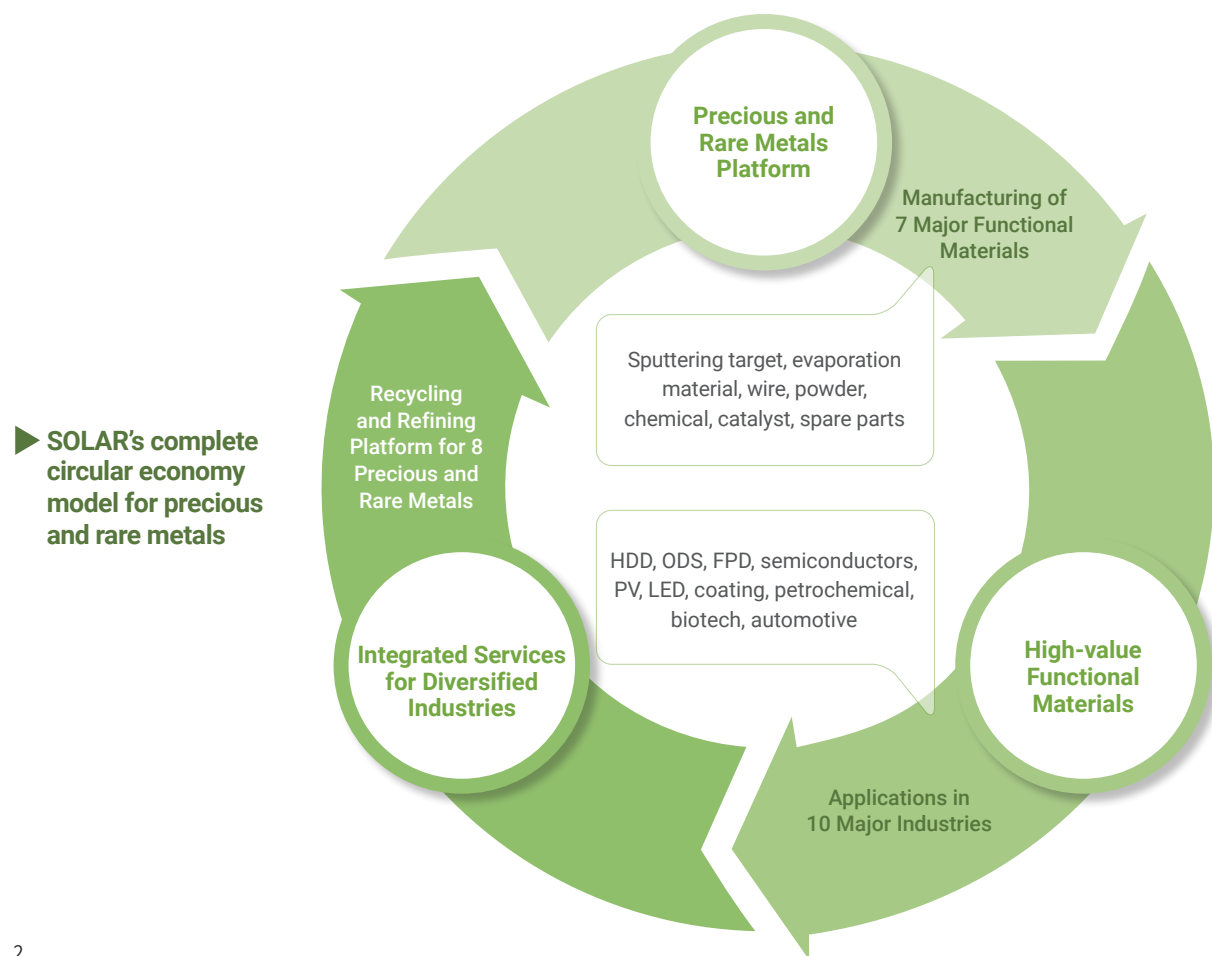 Precious and
Rare Metals
Platform
Manufacturing of
7 Major Functional
Materials
Sputtering target, evaporation
material, wire, powder,
chemical, catalyst, spare parts
Recycling
and Refining
Platform for 8
Precious and
Rare Metals
SOLAR’s complete
circular economy
model for precious
and rare metals
HDD, ODS, FPD, semiconductors,
PV, LED, coating, petrochemical,
biotech, automotive
Integrated Services
for Diversified
Industries
High-value
Functional
Materials
Applications in
10 Major Industries
2